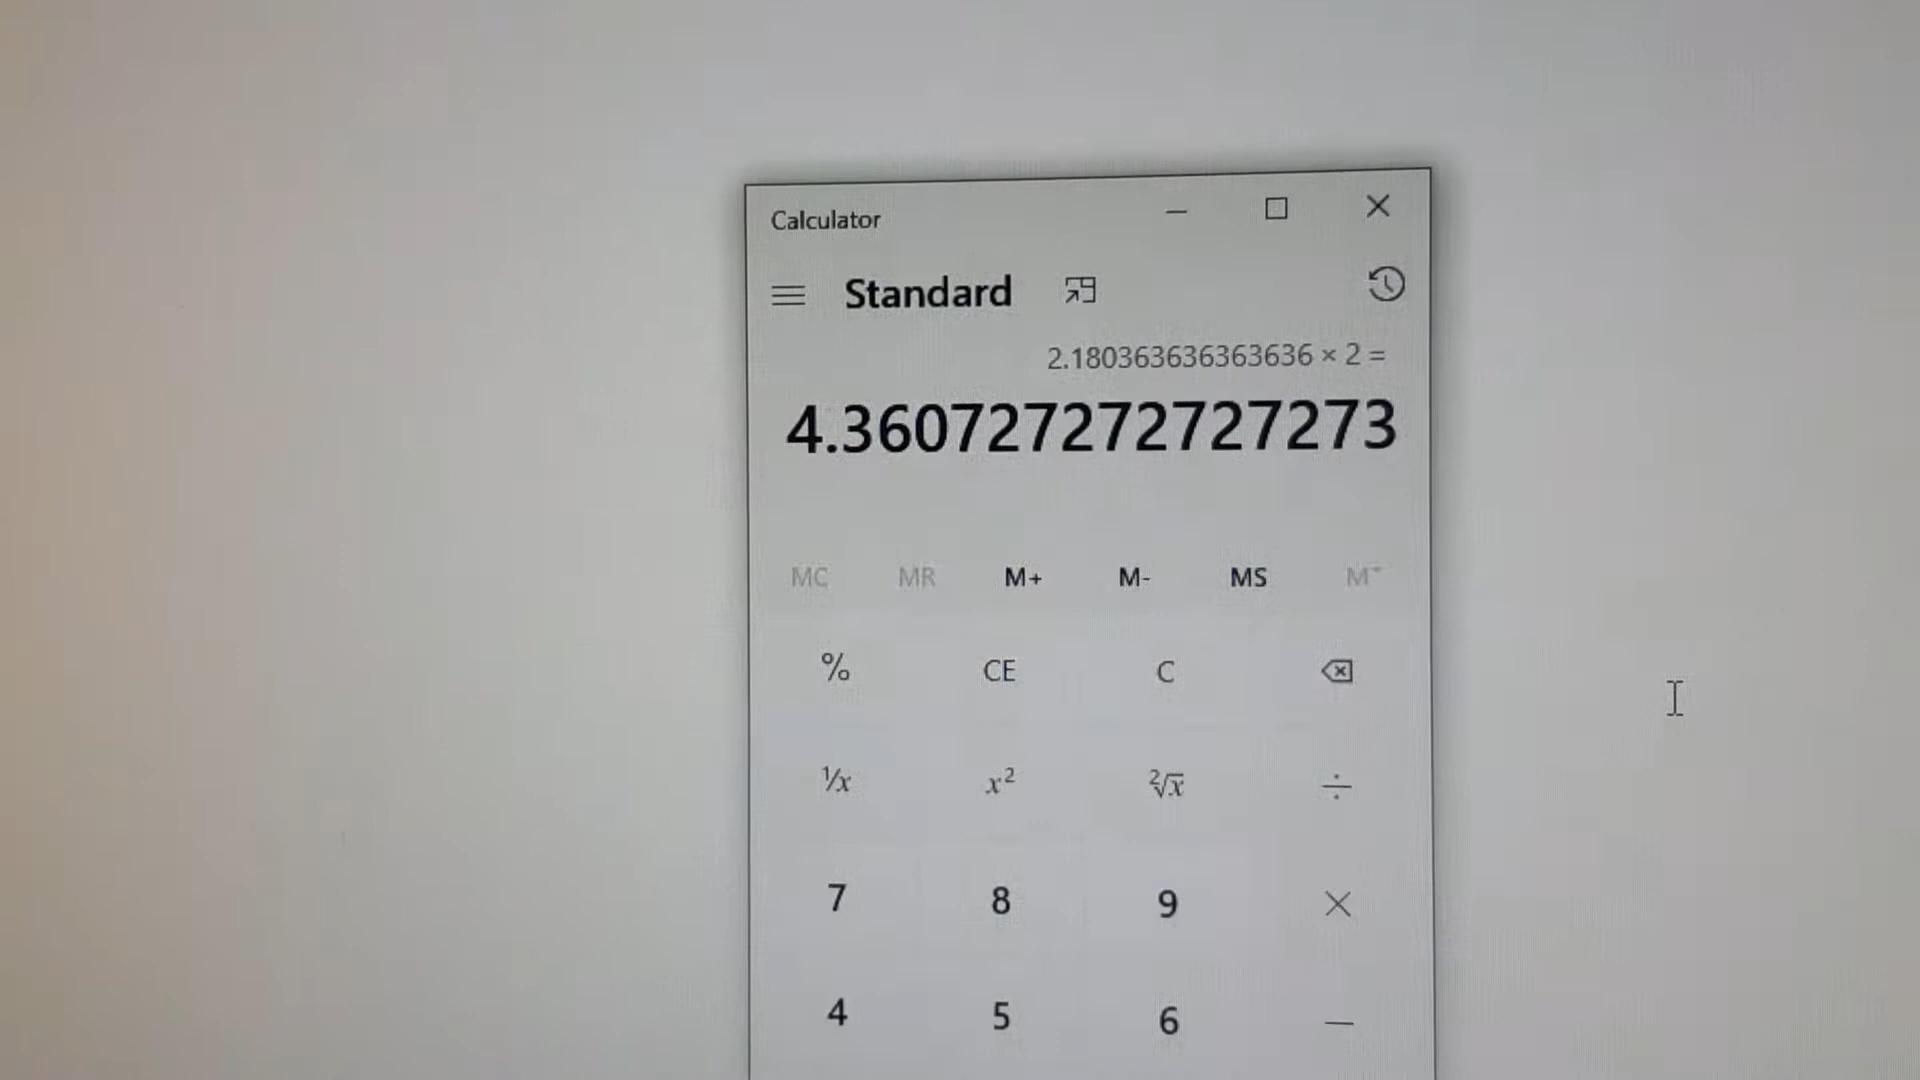 Calculator
Standard
2.180363636363636 × 2 =
4.360727272727273
MC MR M+ M- MS M˅
% CE C
⅟x x² ²√x ÷
7 8 9 ×
4 5 6 −